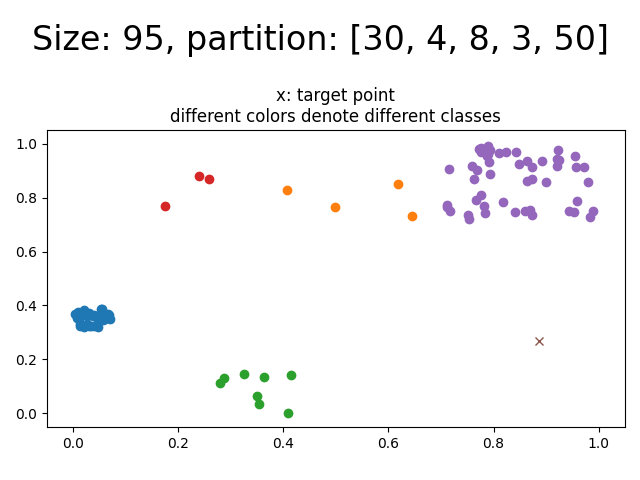 Size: 95, partition: [30, 4, 8, 3, 50]
x: target point
different colors denote different classes
1.0
0.8
0.6
0.4
0.2
0.0
0.0 0.2 0.4 0.6 0.8 1.0